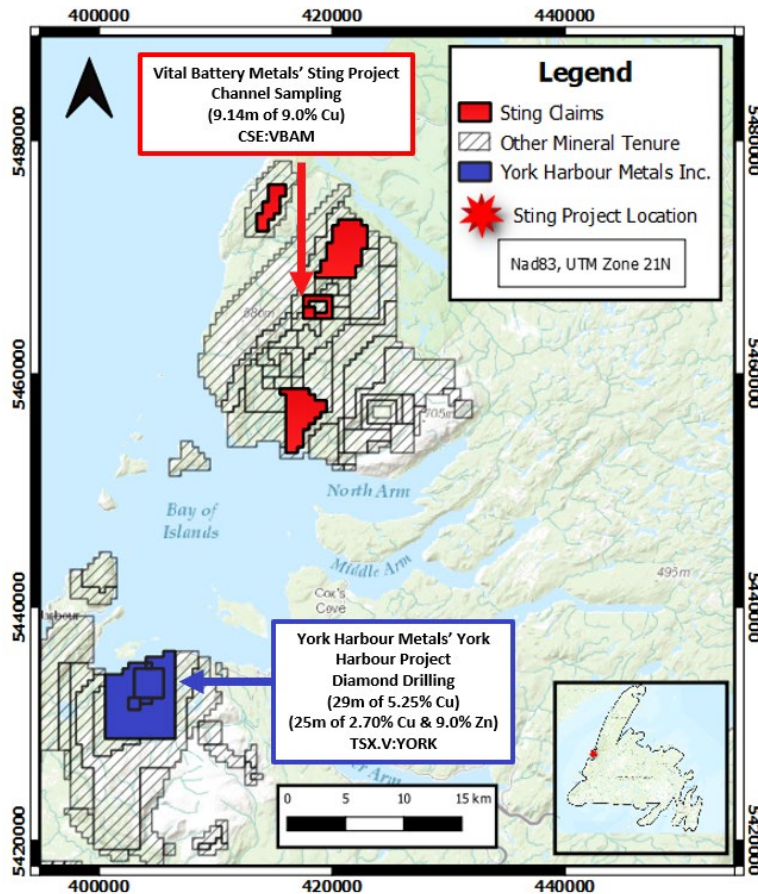 400000
420000
440000
Vital Battery Metals' Sting Project
Channel Sampling
(9.14m of 9.0% Cu)
CSE:VBAM
Legend
Sting Claims
Other Mineral Tenure
York Harbour Metals Inc.
Sting Project Location
Nad83, UTM Zone 21N
5480000
5480000
586m
5460000
5460000
705m
North Arm
Bay of
Islands
Middle Arm
495m
Cox's
Cove
5440000
5440000
York Harbour Metals' York
Harbour Project
Diamond Drilling
(29m of 5.25% Cu)
(25m of 2.70% Cu & 9.0% Zn)
TSX.V:YORK
Arm
0 5 10 15 km
5420000
5420000
400000
420000
440000